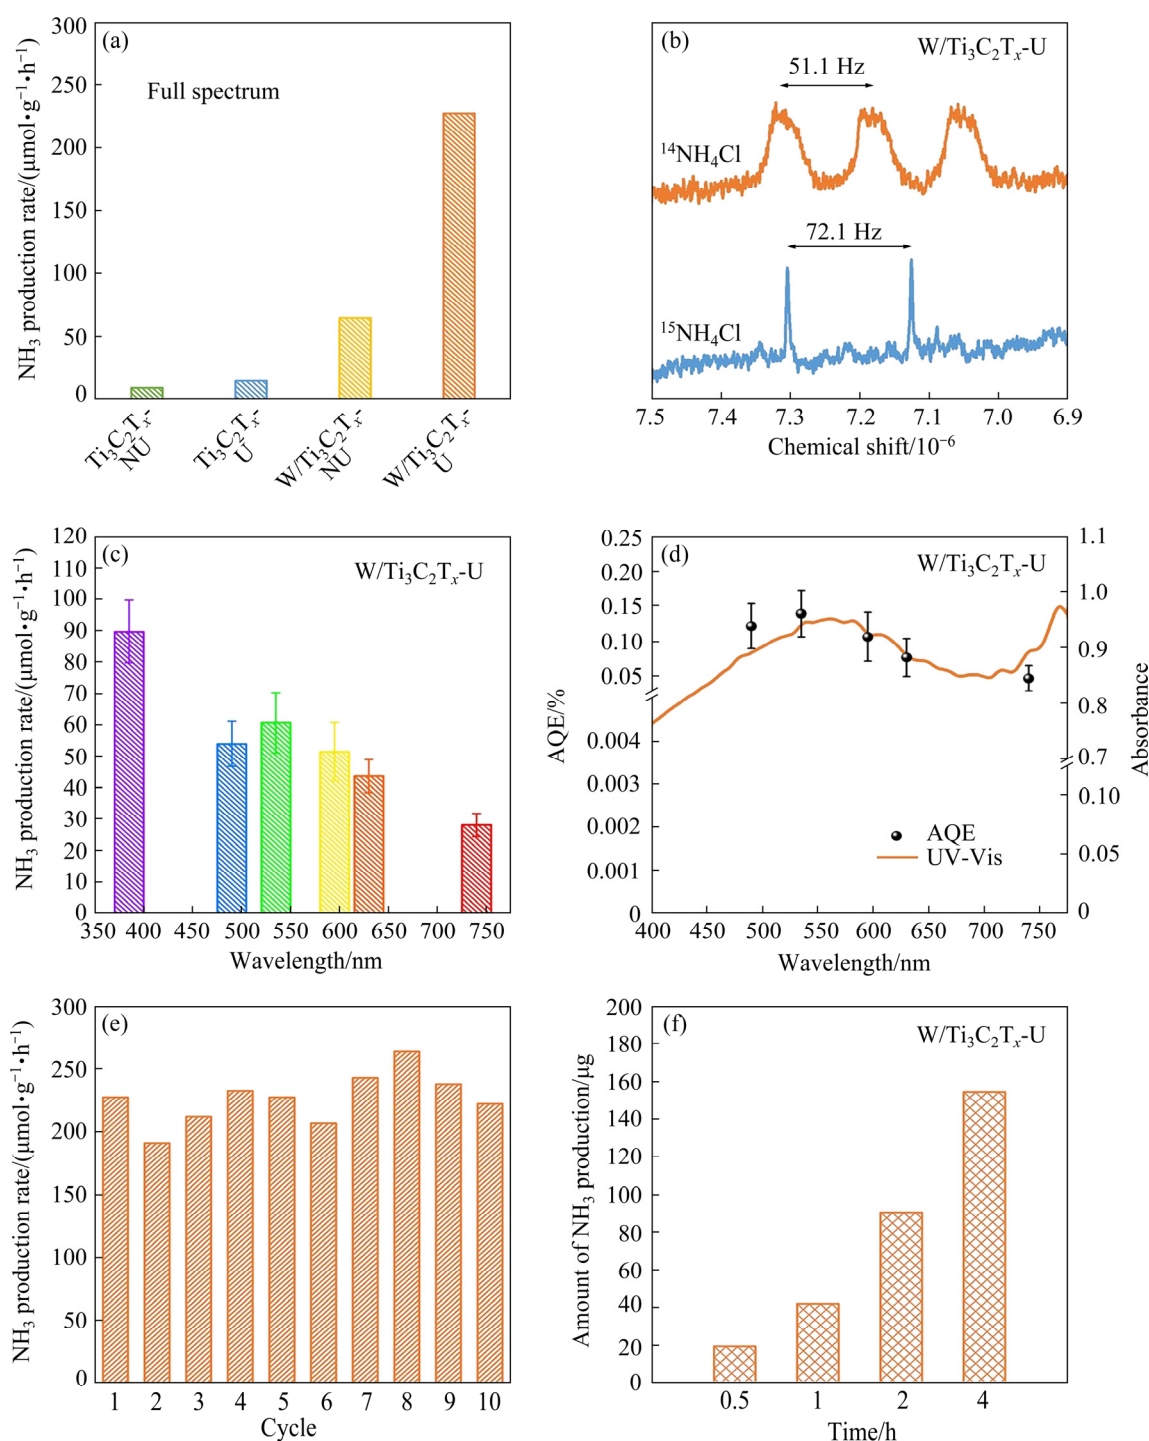 (a)
Full spectrum
NH₃ production rate/(μmol•g⁻¹•h⁻¹)
300
250
200
150
100
50
0
Ti₃C₂Tₓ-
NU
Ti₃C₂Tₓ-
U
W/Ti₃C₂Tₓ-
NU
W/Ti₃C₂Tₓ-
U
(b)
W/Ti₃C₂Tₓ-U
51.1 Hz
¹⁴NH₄Cl
72.1 Hz
¹⁵NH₄Cl
7.5 7.4 7.3 7.2 7.1 7.0 6.9
Chemical shift/10⁻⁶
(c)
W/Ti₃C₂Tₓ-U
NH₃ production rate/(μmol•g⁻¹•h⁻¹)
120
110
100
90
80
70
60
50
40
30
20
10
0
350 400 450 500 550 600 650 700 750
Wavelength/nm
(d)
W/Ti₃C₂Tₓ-U
AQE/%
0.25
0.20
0.15
0.10
0.05
0.004
0.003
0.002
0.001
0
Absorbance
1.1
1.0
0.9
0.8
0.7
0.10
0.05
0
AQE
UV-Vis
400 450 500 550 600 650 700 750
Wavelength/nm
(e)
NH₃ production rate/(μmol•g⁻¹•h⁻¹)
300
250
200
150
200
150
100
50
0
1 2 3 4 5 6 7 8 9 10
Cycle
(f)
W/Ti₃C₂Tₓ-U
Amount of NH₃ production/μg
200
180
160
140
120
100
80
60
40
20
0
0.5 1 2 4
Time/h